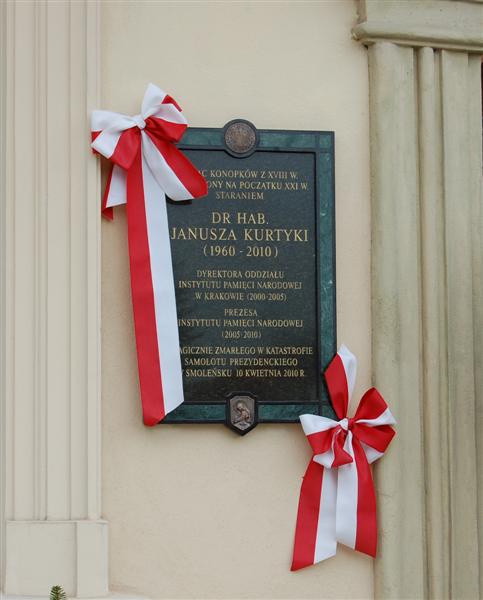 KONOPKÓW Z XVIII W.
NA POCZĄTKU XXI W.
STARANIEM
DR HAB.
JANUSZA KURTYKI
(1960 - 2010)
DYREKTORA ODDZIAŁU
INSTYTUTU PAMIĘCI NARODOWEJ
W KRAKOWIE (2000-2005)
PREZESA
INSTYTUTU PAMIĘCI NARODOWEJ
(2005-2010)
AGICZNIE ZMARŁEGO W KATASTROFIE
SAMOLOTU PREZYDENCKIEGO
W SMOLEŃSKU 10 KWIETNIA 2010 R.